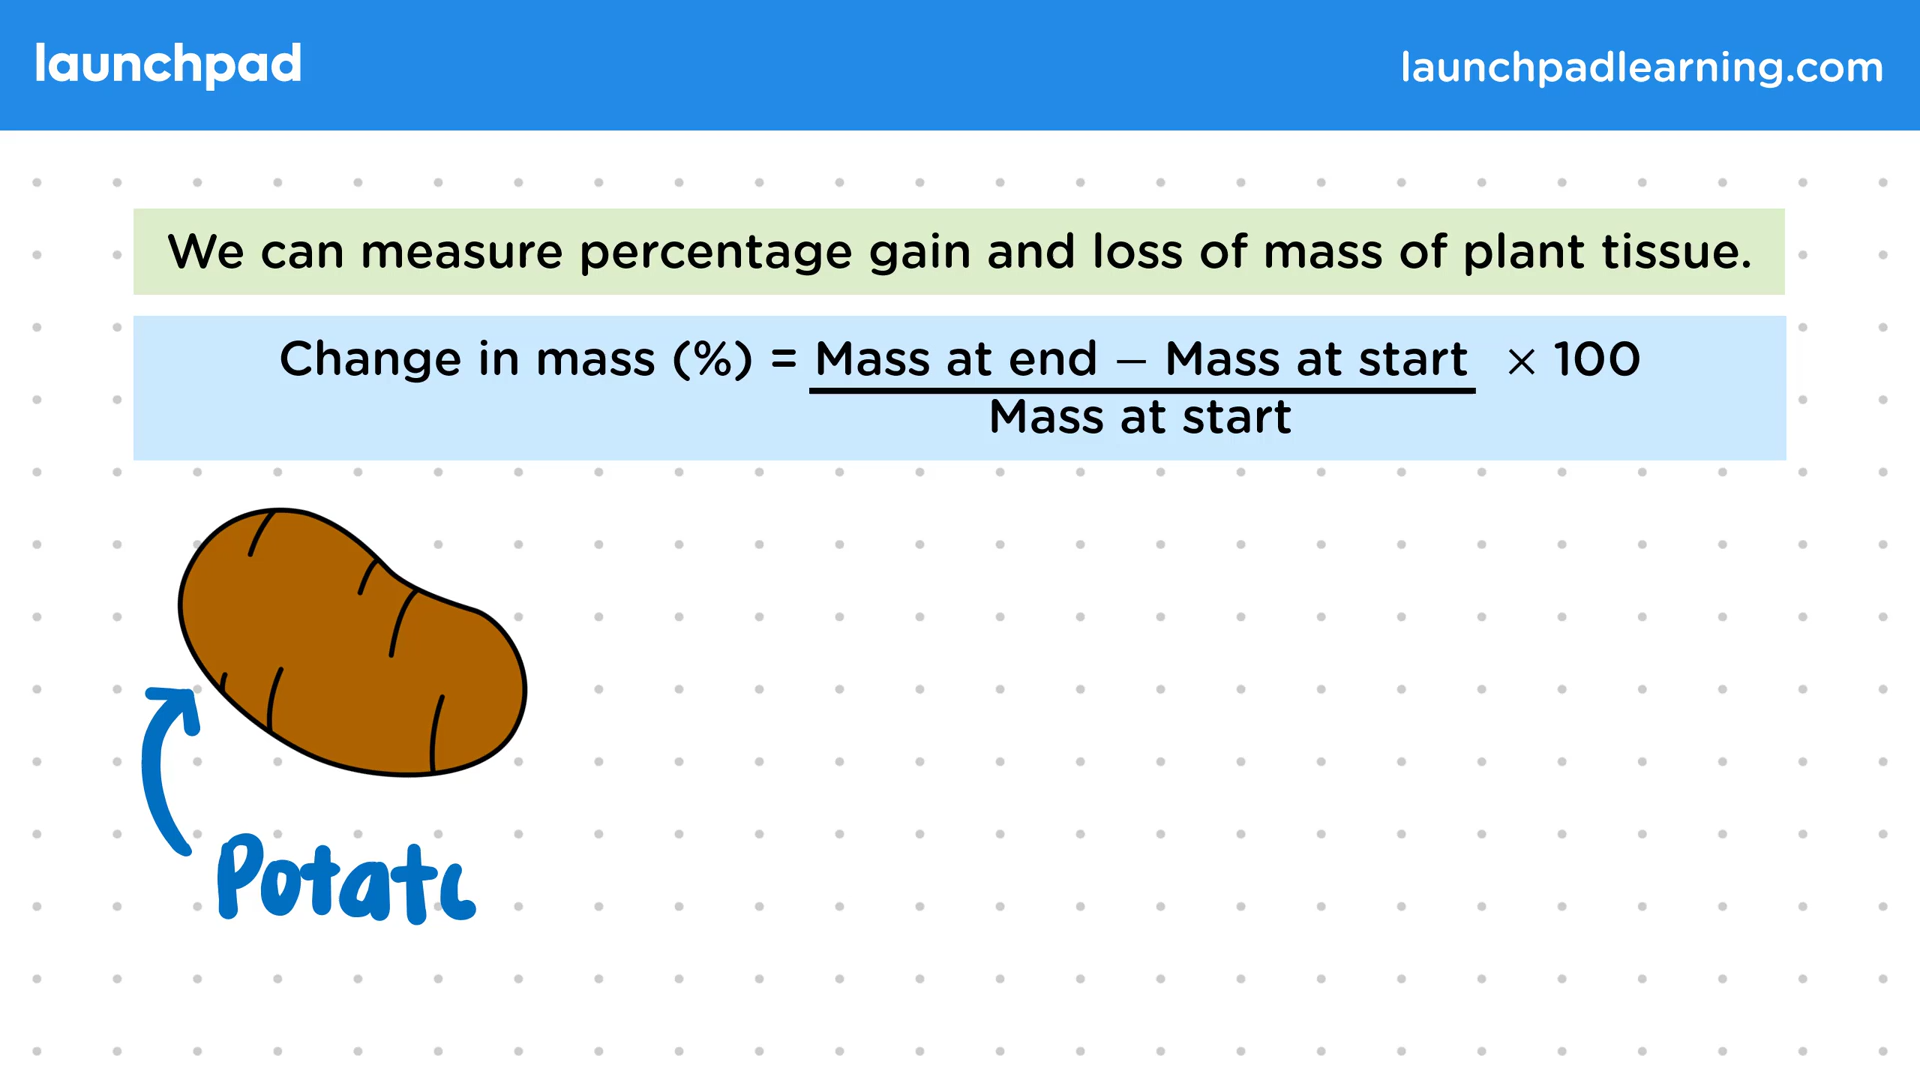 launchpad
launchpadlearning.com
We can measure percentage gain and loss of mass of plant tissue.
Change in mass (%) = Mass at end – Mass at start × 100
Mass at start
Potat